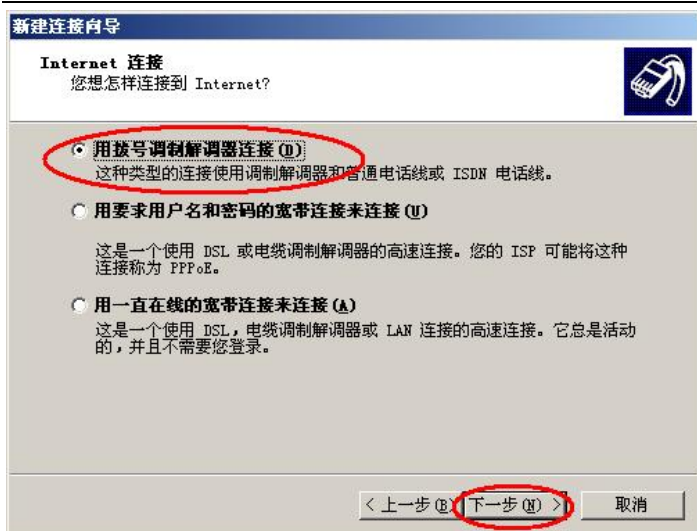 新建连接向导
Internet 连接
您想怎样连接到 Internet?
用拨号调制解调器连接(D)
这种类型的连接使用调制解调器和普通电话线或 ISDN 电话线。
用要求用户名和密码的宽带连接来连接(U)
这是一个使用 DSL 或电缆调制解调器的高速连接。您的 ISP 可能将这种
连接称为 PPPoE。
用一直在线的宽带连接来连接(A)
这是一个使用 DSL,电缆调制解调器或 LAN 连接的高速连接。它总是活动
的,并且不需要您登录。
< 上一步(B) 下一步(N) > 取消